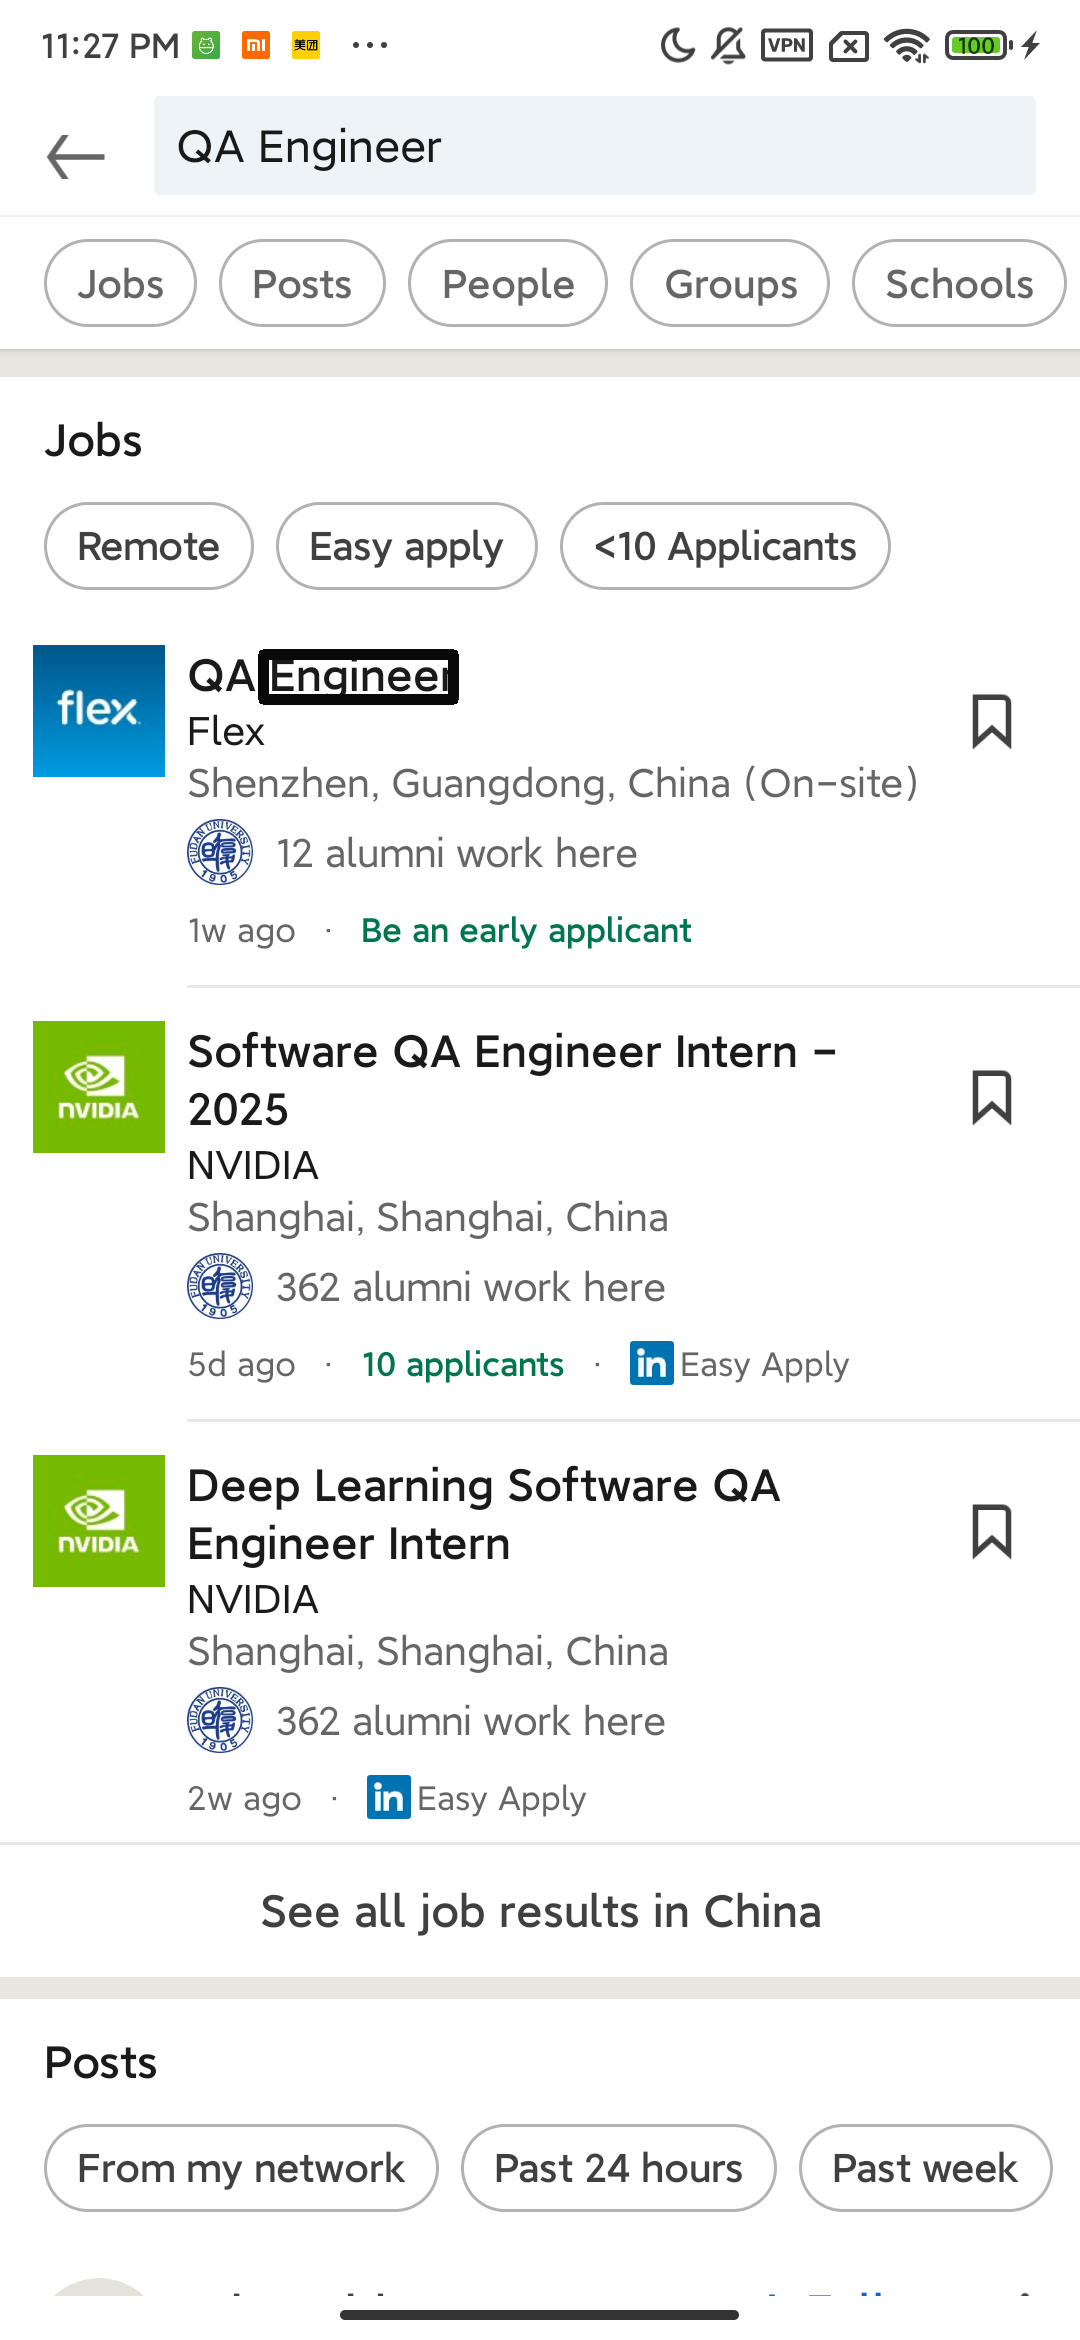 11:27 PM 美团 ... VPN 100
QA Engineer
Jobs
Posts
People
Groups
Schools
Jobs
Remote
Easy apply
<10 Applicants
flex
QA Engineer
Flex
Shenzhen, Guangdong, China (On-site)
12 alumni work here
1w ago · Be an early applicant
NVIDIA
Software QA Engineer Intern -
2025
NVIDIA
Shanghai, Shanghai, China
362 alumni work here
5d ago · 10 applicants · in Easy Apply
NVIDIA
Deep Learning Software QA
Engineer Intern
NVIDIA
Shanghai, Shanghai, China
362 alumni work here
2w ago · in Easy Apply
See all job results in China
Posts
From my network
Past 24 hours
Past week